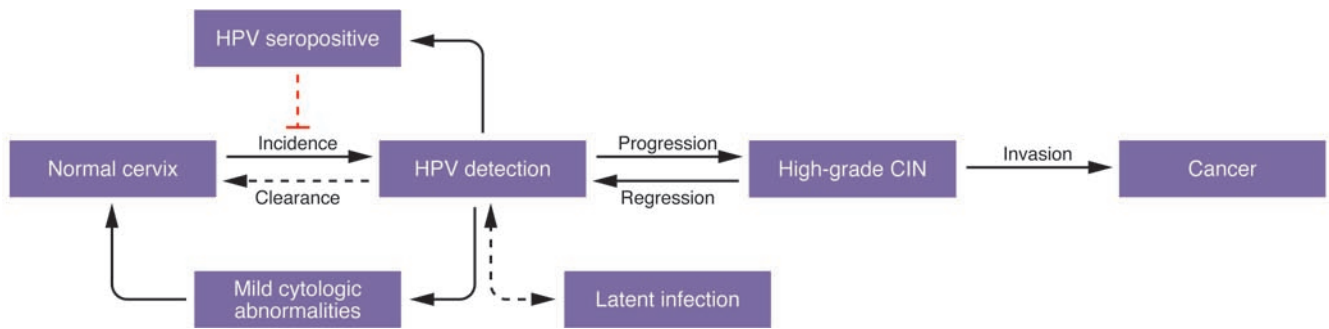 HPV seropositive
Incidence
Progression
Normal cervix
HPV detection
High-grade CIN
Invasion
Cancer
Clearance
Regression
Mild cytologic
abnormalities
Latent infection